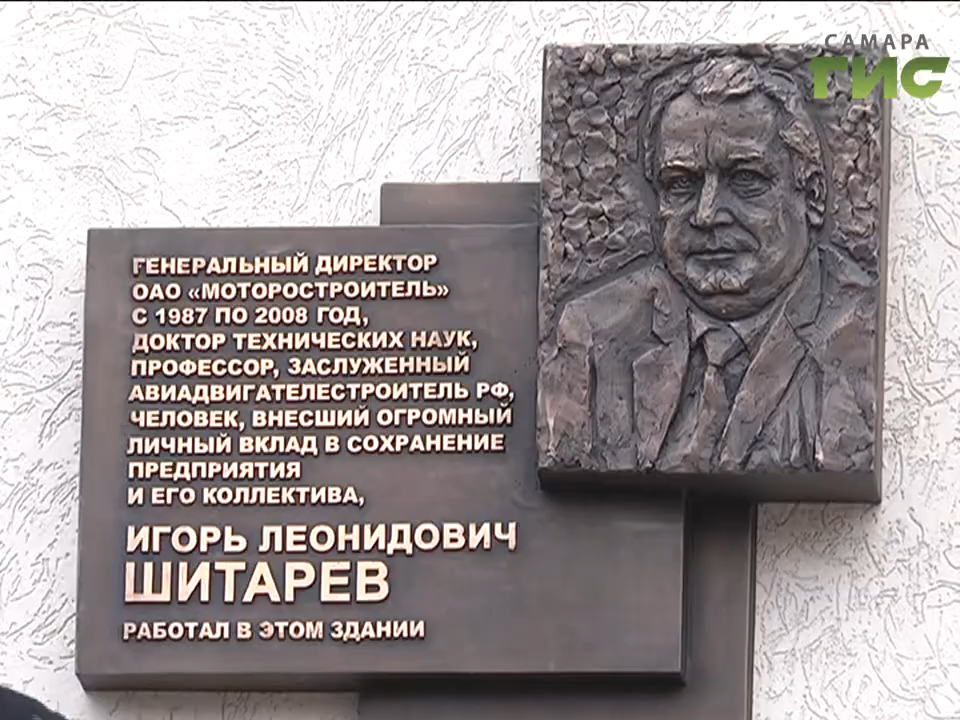 САМАРА
ГИС
ГЕНЕРАЛЬНЫЙ ДИРЕКТОР
ОАО «МОТОРОСТРОИТЕЛЬ»
С 1987 ПО 2008 ГОД,
ДОКТОР ТЕХНИЧЕСКИХ НАУК,
ПРОФЕССОР, ЗАСЛУЖЕННЫЙ
АВИАДВИГАТЕЛЕСТРОИТЕЛЬ РФ,
ЧЕЛОВЕК, ВНЕСШИЙ ОГРОМНЫЙ
ЛИЧНЫЙ ВКЛАД В СОХРАНЕНИЕ
ПРЕДПРИЯТИЯ
И ЕГО КОЛЛЕКТИВА,
ИГОРЬ ЛЕОНИДОВИЧ
ШИТАРЕВ
РАБОТАЛ В ЭТОМ ЗДАНИИ